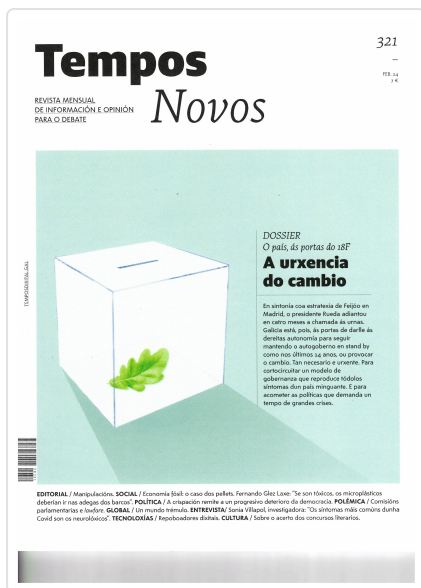 321
–
FEB. 24
7 €
Tempos
Novos
REVISTA MENSUAL
DE INFORMACIÓN E OPINIÓN
PARA O DEBATE
DOSSIER
O país, ás portas do 18F
A urxencia
do cambio
En sintonía coa estratexia de Feijóo en
Madrid, o presidente Rueda adiantou
en catro meses a chamada ás urnas.
Galicia está, pois, ás portas de darlle ás
dereitas autonomía para seguir
mantendo o autogoberno en stand by
como nos últimos 14 anos, ou provocar
o cambio. Tan necesario e urxente. Para
cortocircuitar un modelo de
gobernanza que reproduce tódolos
síntomas dun país minguante. E para
acometer as políticas que demanda un
tempo de grandes crises.
TEMPOSDIXITAL.GAL
EDITORIAL / Manipulacións. SOCIAL / Economía fósil: o caso dos pellets. Fernando Glez Laxe: "Se son tóxicos, os microplásticos
deberían ir nas adegas dos barcos". POLÍTICA / A crispación remite a un progresivo deterioro da democracia. POLÉMICA / Comisións
parlamentarias e lawfare. GLOBAL / Un mundo trémulo. ENTREVISTA/ Sonia Villapol, investigadora: "Os síntomas máis comúns dunha
Covid son os neurolóxicos". TECNOLOXÍAS / Repoboadores dixitais. CULTURA / Sobre o acerto dos concursos literarios.